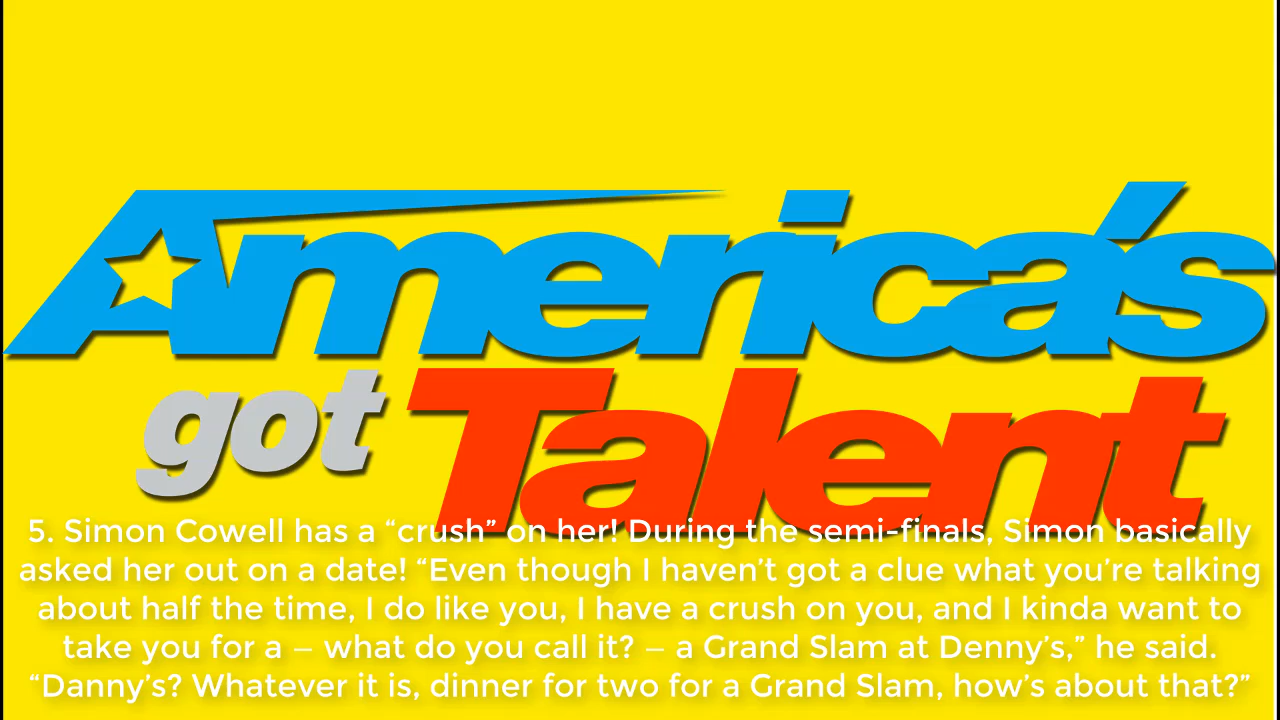 America's
got Talent
5. Simon Cowell has a “crush” on her! During the semi-finals, Simon basically
asked her out on a date! “Even though I haven’t got a clue what you’re talking
about half the time, I do like you, I have a crush on you, and I kinda want to
take you for a – what do you call it? – a Grand Slam at Denny’s,” he said.
“Danny’s? Whatever it is, dinner for two for a Grand Slam, how’s about that?”